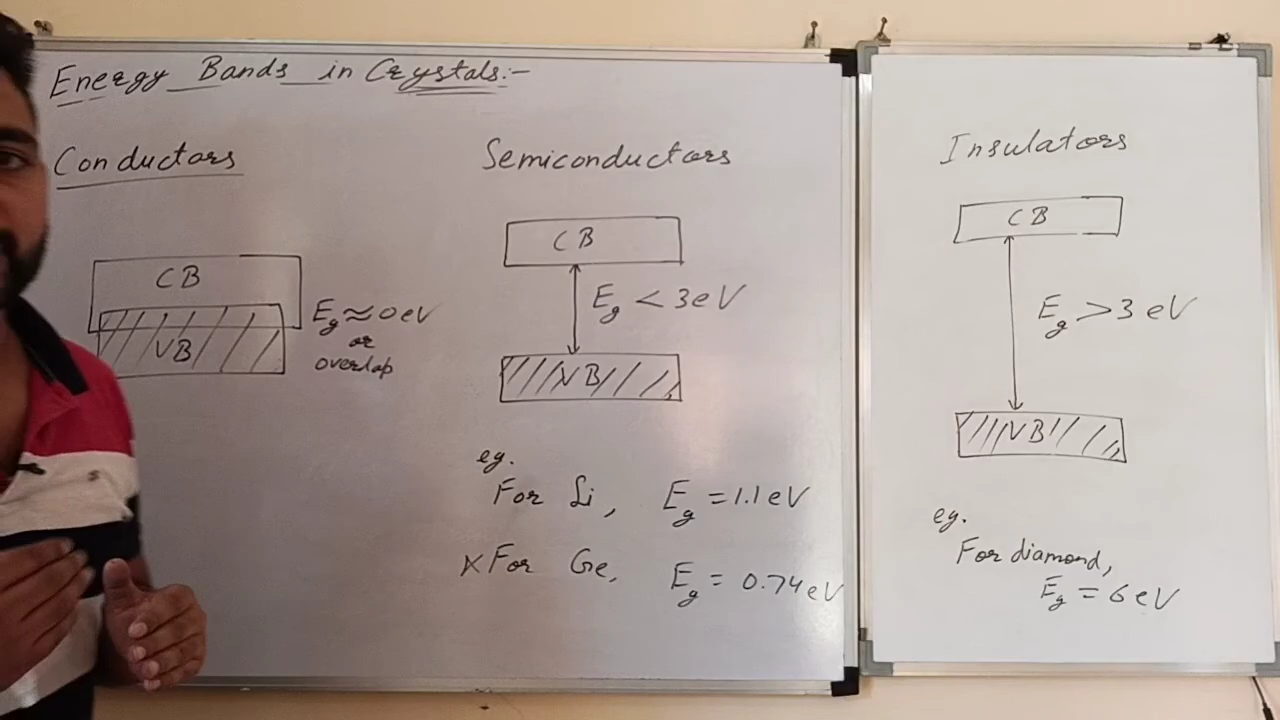 Energy Bands in Crystals:-
Conductors
CB
VB
Eg ≈ 0 eV
or
overlap
Semiconductors
CB
Eg < 3 eV
VB
eg.
For Si, Eg = 1.1 eV
× For Ge, Eg = 0.74 eV
Insulators
CB
Eg > 3 eV
VB
eg.
For diamond,
Eg = 6 eV